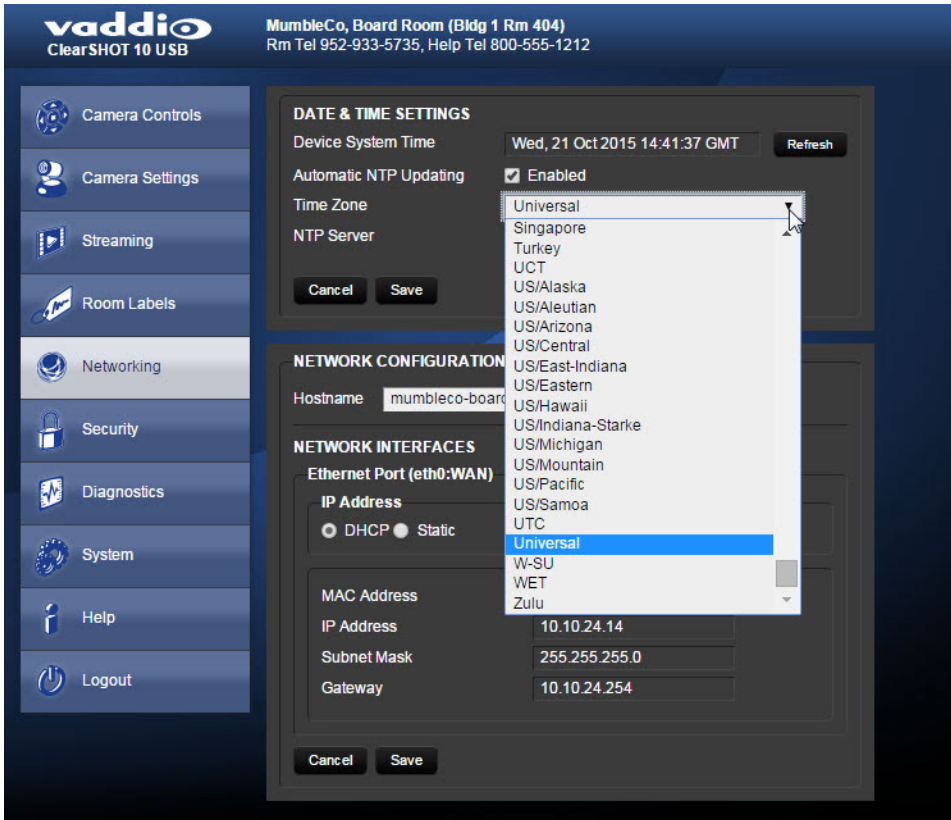 vaddio
ClearSHOT 10 USB
MumbleCo, Board Room (Bldg 1 Rm 404)
Rm Tel 952-933-5735, Help Tel 800-555-1212
Camera Controls
Camera Settings
Streaming
Room Labels
Networking
Security
Diagnostics
System
Help
Logout
DATE & TIME SETTINGS
Device System Time Wed, 21 Oct 2015 14:41:37 GMT Refresh
Automatic NTP Updating Enabled
Time Zone Universal
NTP Server
Cancel Save
Singapore
Turkey
UCT
US/Alaska
US/Aleutian
US/Arizona
US/Central
US/East-Indiana
US/Eastern
US/Hawaii
US/Indiana-Starke
US/Michigan
US/Mountain
US/Pacific
US/Samoa
UTC
Universal
W-SU
WET
Zulu
NETWORK CONFIGURATION
Hostname mumbleco-board
NETWORK INTERFACES
Ethernet Port (eth0:WAN)
IP Address
DHCP Static
MAC Address
IP Address 10.10.24.14
Subnet Mask 255.255.255.0
Gateway 10.10.24.254
Cancel Save